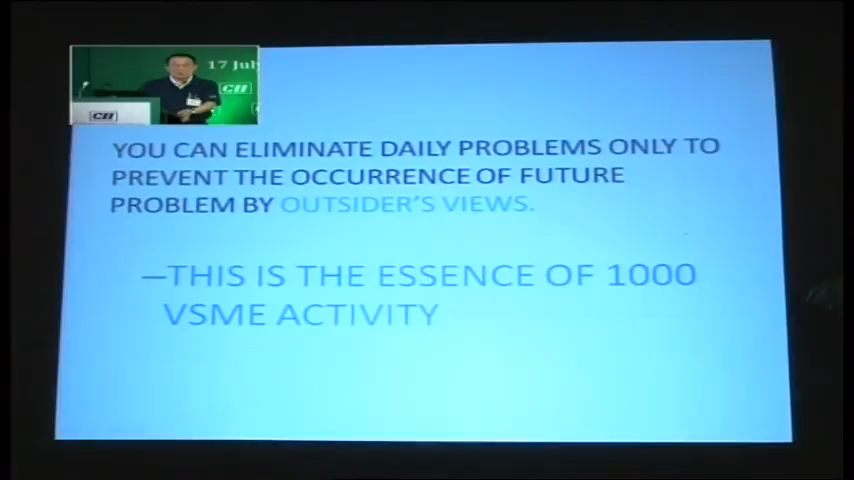 17 July
CII
CII
YOU CAN ELIMINATE DAILY PROBLEMS ONLY TO
PREVENT THE OCCURRENCE OF FUTURE
PROBLEM BY OUTSIDER'S VIEWS.
–THIS IS THE ESSENCE OF 1000
VSME ACTIVITY